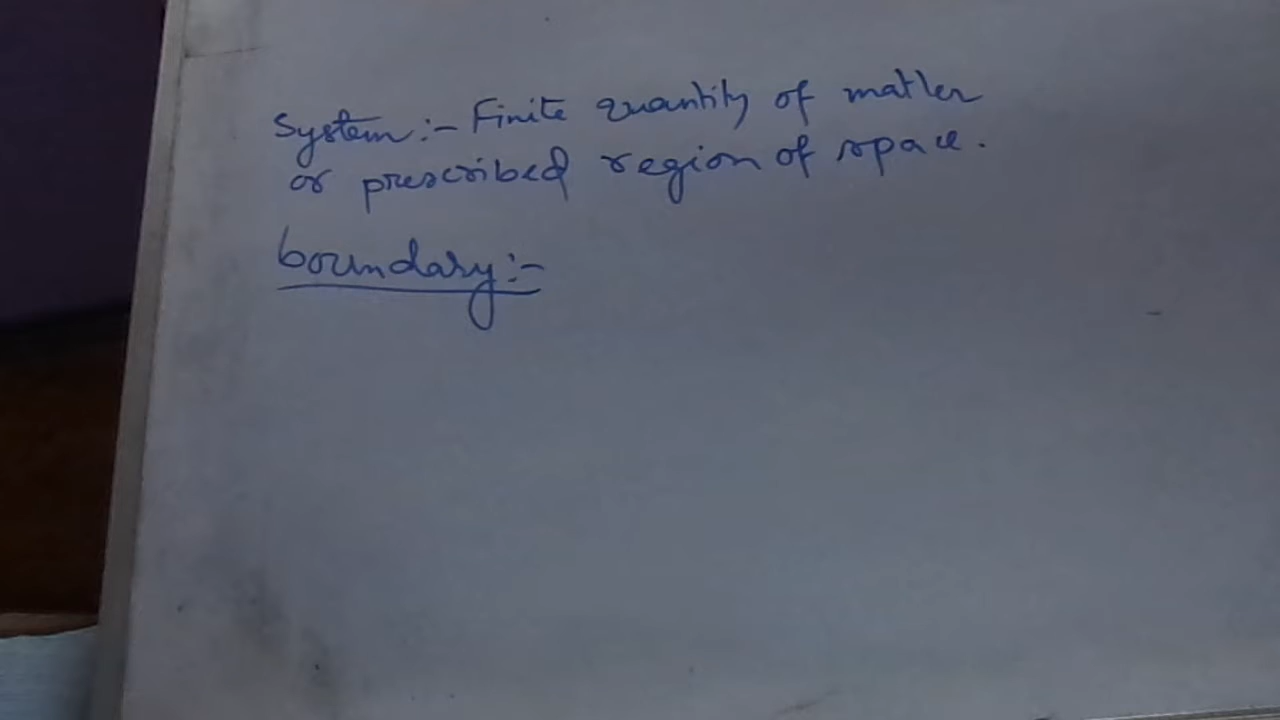 System:- Finite quantity of matter
or prescribed region of space.
boundary:-